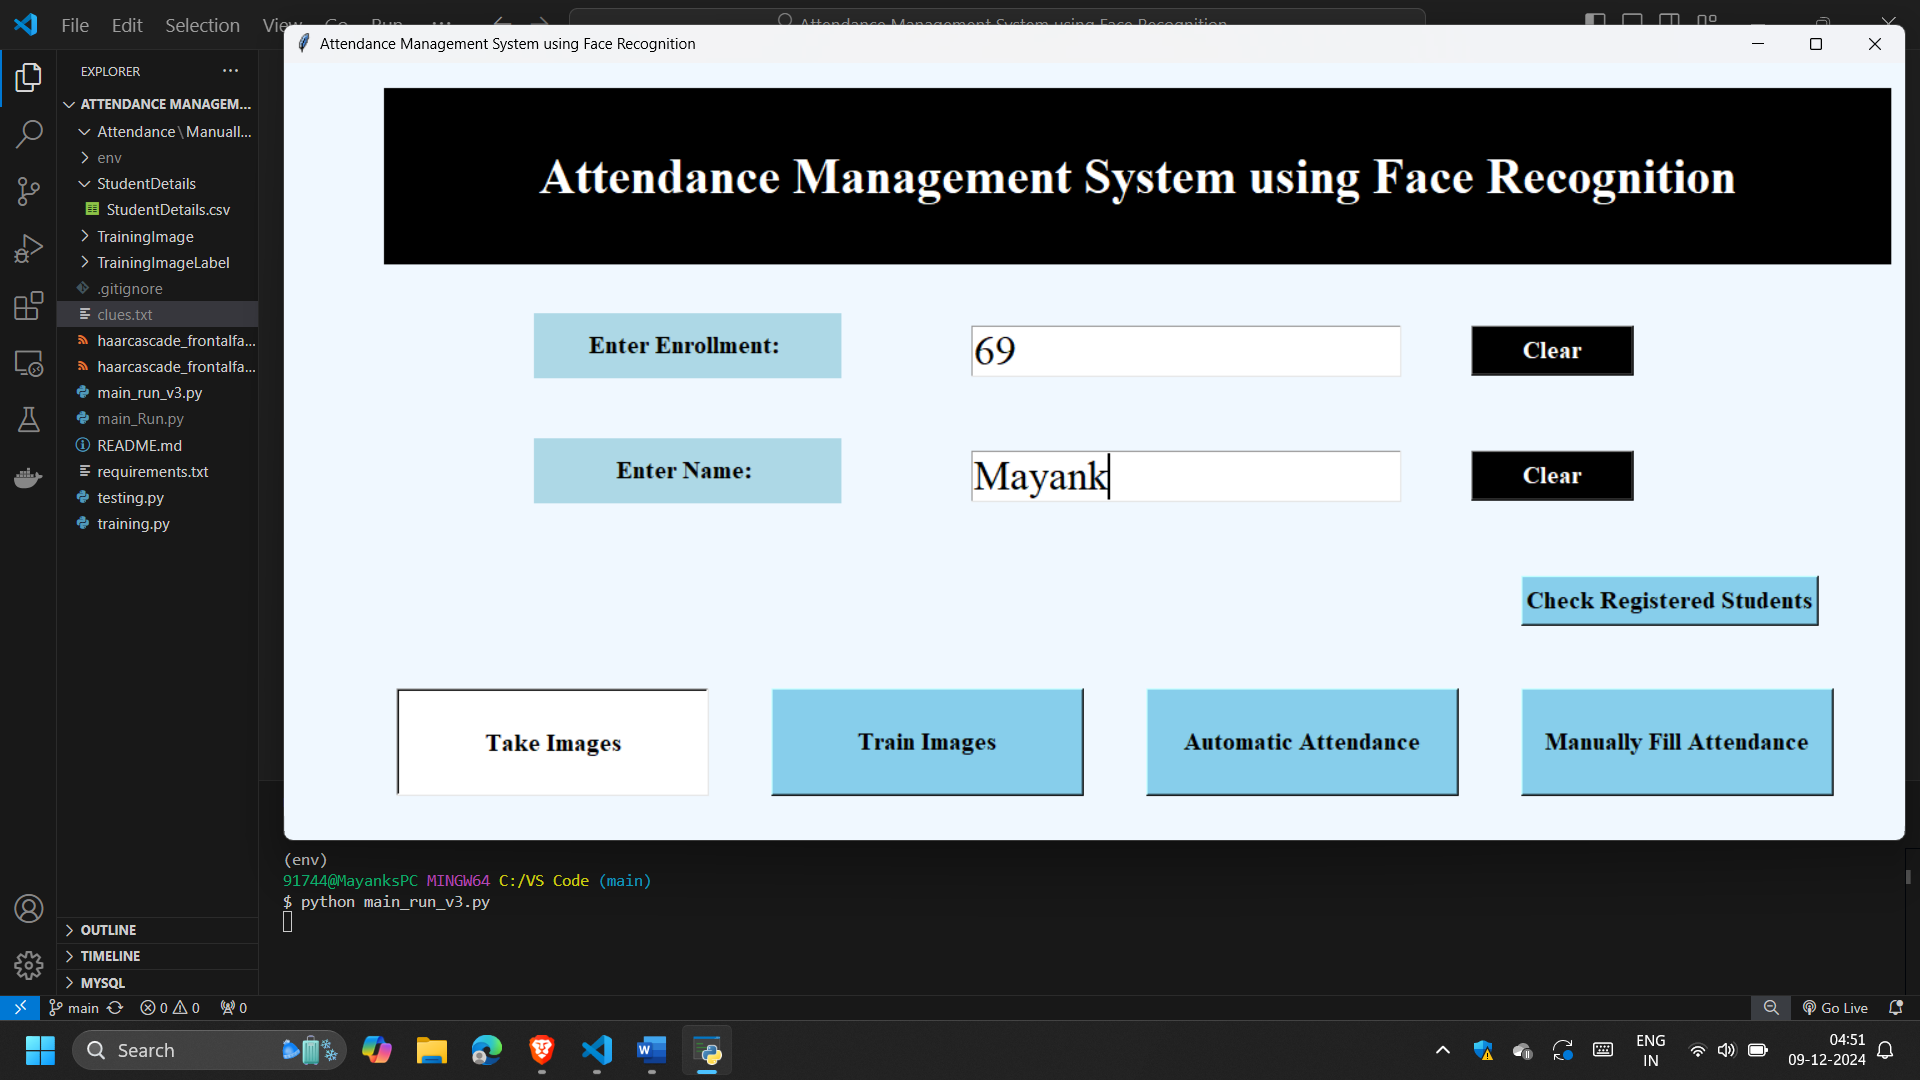 File Edit Selection View Go Run ...
Attendance Management System using Face Recognition
Attendance Management System using Face Recognition
EXPLORER
ATTENDANCE MANAGEM...
Attendance\Manuall...
env
StudentDetails
StudentDetails.csv
TrainingImage
TrainingImageLabel
.gitignore
clues.txt
haarcascade_frontalfa...
haarcascade_frontalfa...
main_run_v3.py
main_Run.py
README.md
requirements.txt
testing.py
training.py
OUTLINE
TIMELINE
MYSQL
Attendance Management System using Face Recognition
Enter Enrollment:
69
Clear
Enter Name:
Mayank
Clear
Check Registered Students
Take Images
Train Images
Automatic Attendance
Manually Fill Attendance
(env)
91744@MayanksPC MINGW64 C:/VS Code (main)
$ python main_run_v3.py
main 0 0 0
Go Live
Search
ENG
IN
04:51
09-12-2024